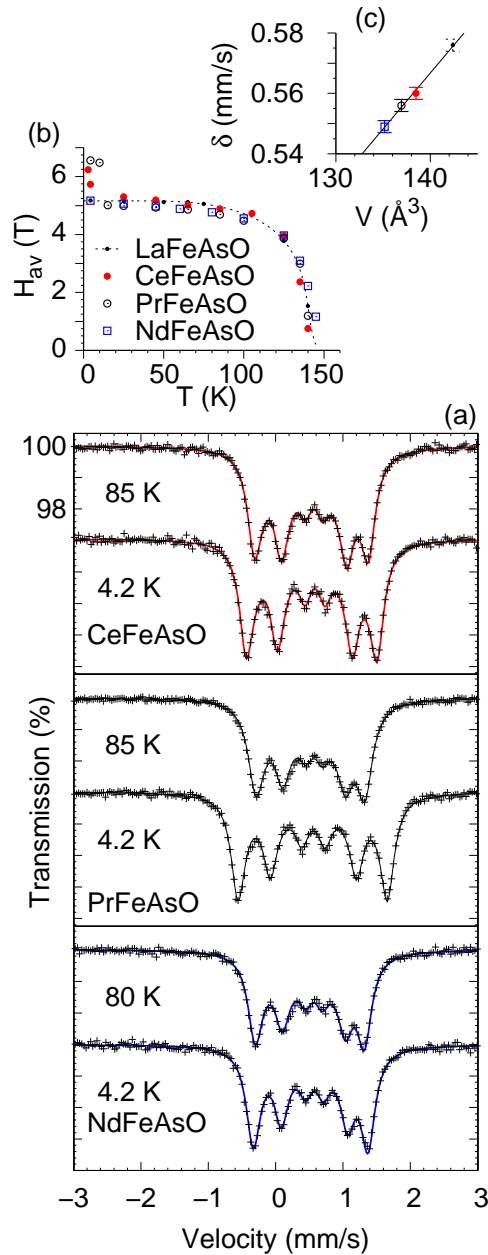 (c)
0.58
0.56
0.54
δ (mm/s)
130 140
V (Å³)
(b)
6
4
2
0
H_av (T)
LaFeAsO
CeFeAsO
PrFeAsO
NdFeAsO
0 50 100 150
T (K)
(a)
100
98
85 K
4.2 K
CeFeAsO
85 K
4.2 K
PrFeAsO
80 K
4.2 K
NdFeAsO
Transmission (%)
−3 −2 −1 0 1 2 3
Velocity (mm/s)